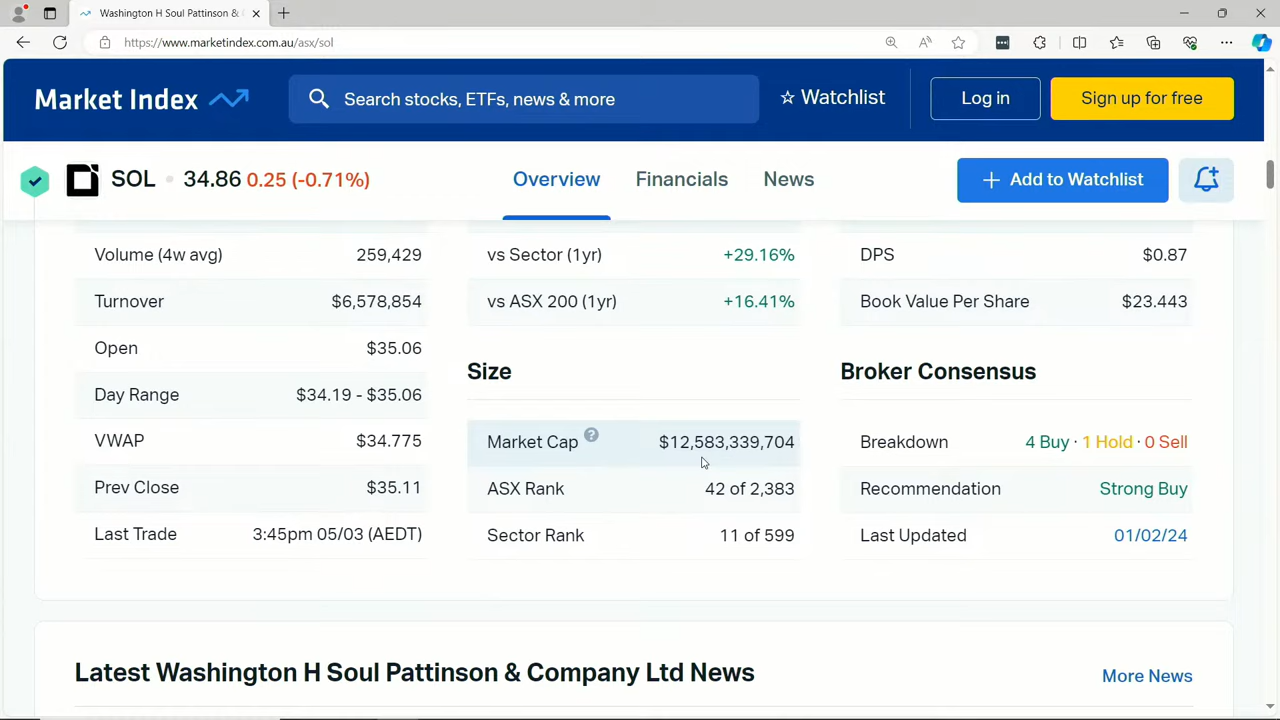 Washington H Soul Pattinson &
https://www.marketindex.com.au/asx/sol
Market Index
Search stocks, ETFs, news & more
☆ Watchlist
Log in
Sign up for free
SOL • 34.86 0.25 (-0.71%)
Overview
Financials
News
+ Add to Watchlist
Volume (4w avg) 259,429
Turnover $6,578,854
Open $35.06
Day Range $34.19 - $35.06
VWAP $34.775
Prev Close $35.11
Last Trade 3:45pm 05/03 (AEDT)
vs Sector (1yr) +29.16%
vs ASX 200 (1yr) +16.41%
Size
Market Cap ? $12,583,339,704
ASX Rank 42 of 2,383
Sector Rank 11 of 599
DPS $0.87
Book Value Per Share $23.443
Broker Consensus
Breakdown 4 Buy · 1 Hold · 0 Sell
Recommendation Strong Buy
Last Updated 01/02/24
Latest Washington H Soul Pattinson & Company Ltd News
More News